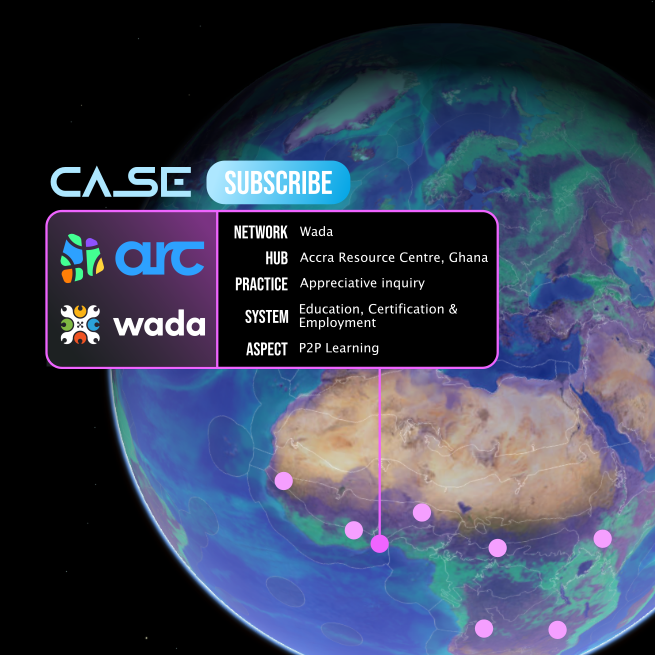 CASE SUBSCRIBE
arc
wada
NETWORK Wada
HUB Accra Resource Centre, Ghana
PRACTICE Appreciative inquiry
SYSTEM Education, Certification &
Employment
ASPECT P2P Learning